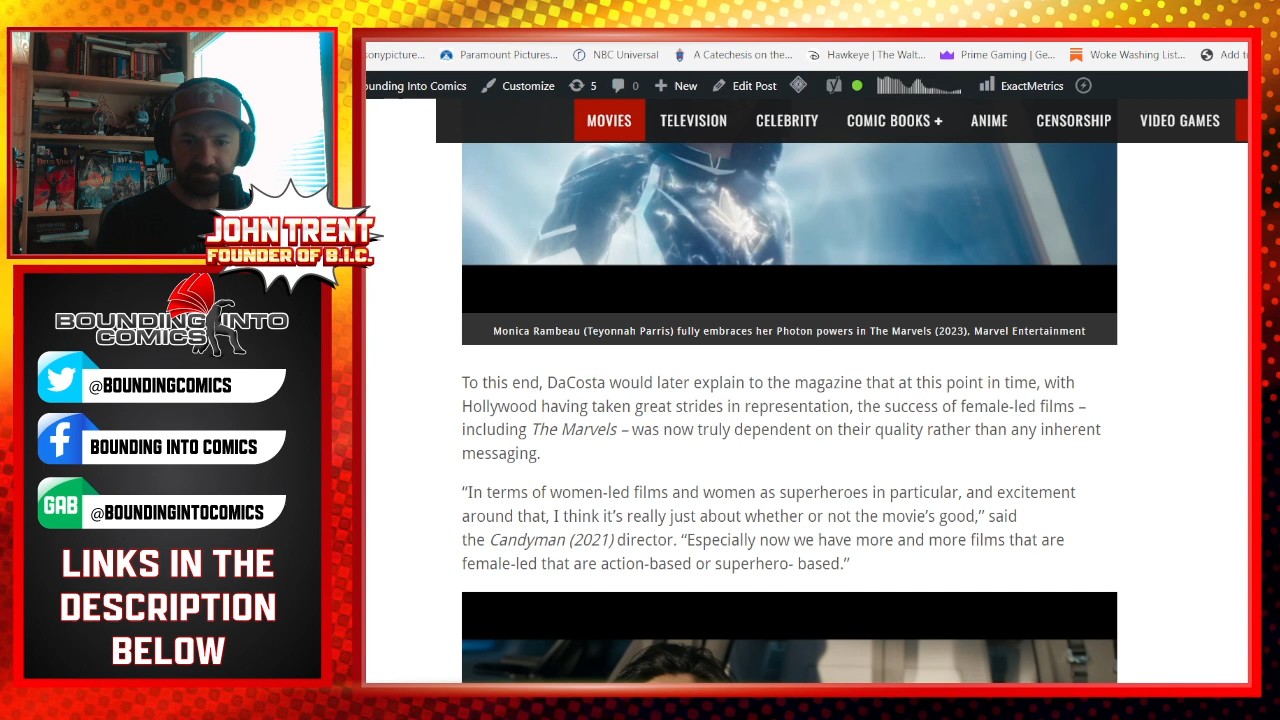 sonypicture...
Paramount Pictures...
NBC Universal
A Catechesis on the...
Hawkeye | The Walt...
Prime Gaming | Ge...
Woke Washing List...
Add t
ounding Into Comics
Customize
5
0
New
Edit Post
ExactMetrics
MOVIES
TELEVISION
CELEBRITY
COMIC BOOKS +
ANIME
CENSORSHIP
VIDEO GAMES
JOHN TRENT
FOUNDER OF B.I.C.
BOUNDING INTO
COMICS
@BOUNDINGCOMICS
BOUNDING INTO COMICS
GAB
@BOUNDINGINTOCOMICS
LINKS IN THE
DESCRIPTION
BELOW
Monica Rambeau (Teyonnah Parris) fully embraces her Photon powers in The Marvels (2023), Marvel Entertainment
To this end, DaCosta would later explain to the magazine that at this point in time, with
Hollywood having taken great strides in representation, the success of female-led films –
including The Marvels – was now truly dependent on their quality rather than any inherent
messaging.
“In terms of women-led films and women as superheroes in particular, and excitement
around that, I think it’s really just about whether or not the movie’s good,” said
the Candyman (2021) director. “Especially now we have more and more films that are
female-led that are action-based or superhero- based.”